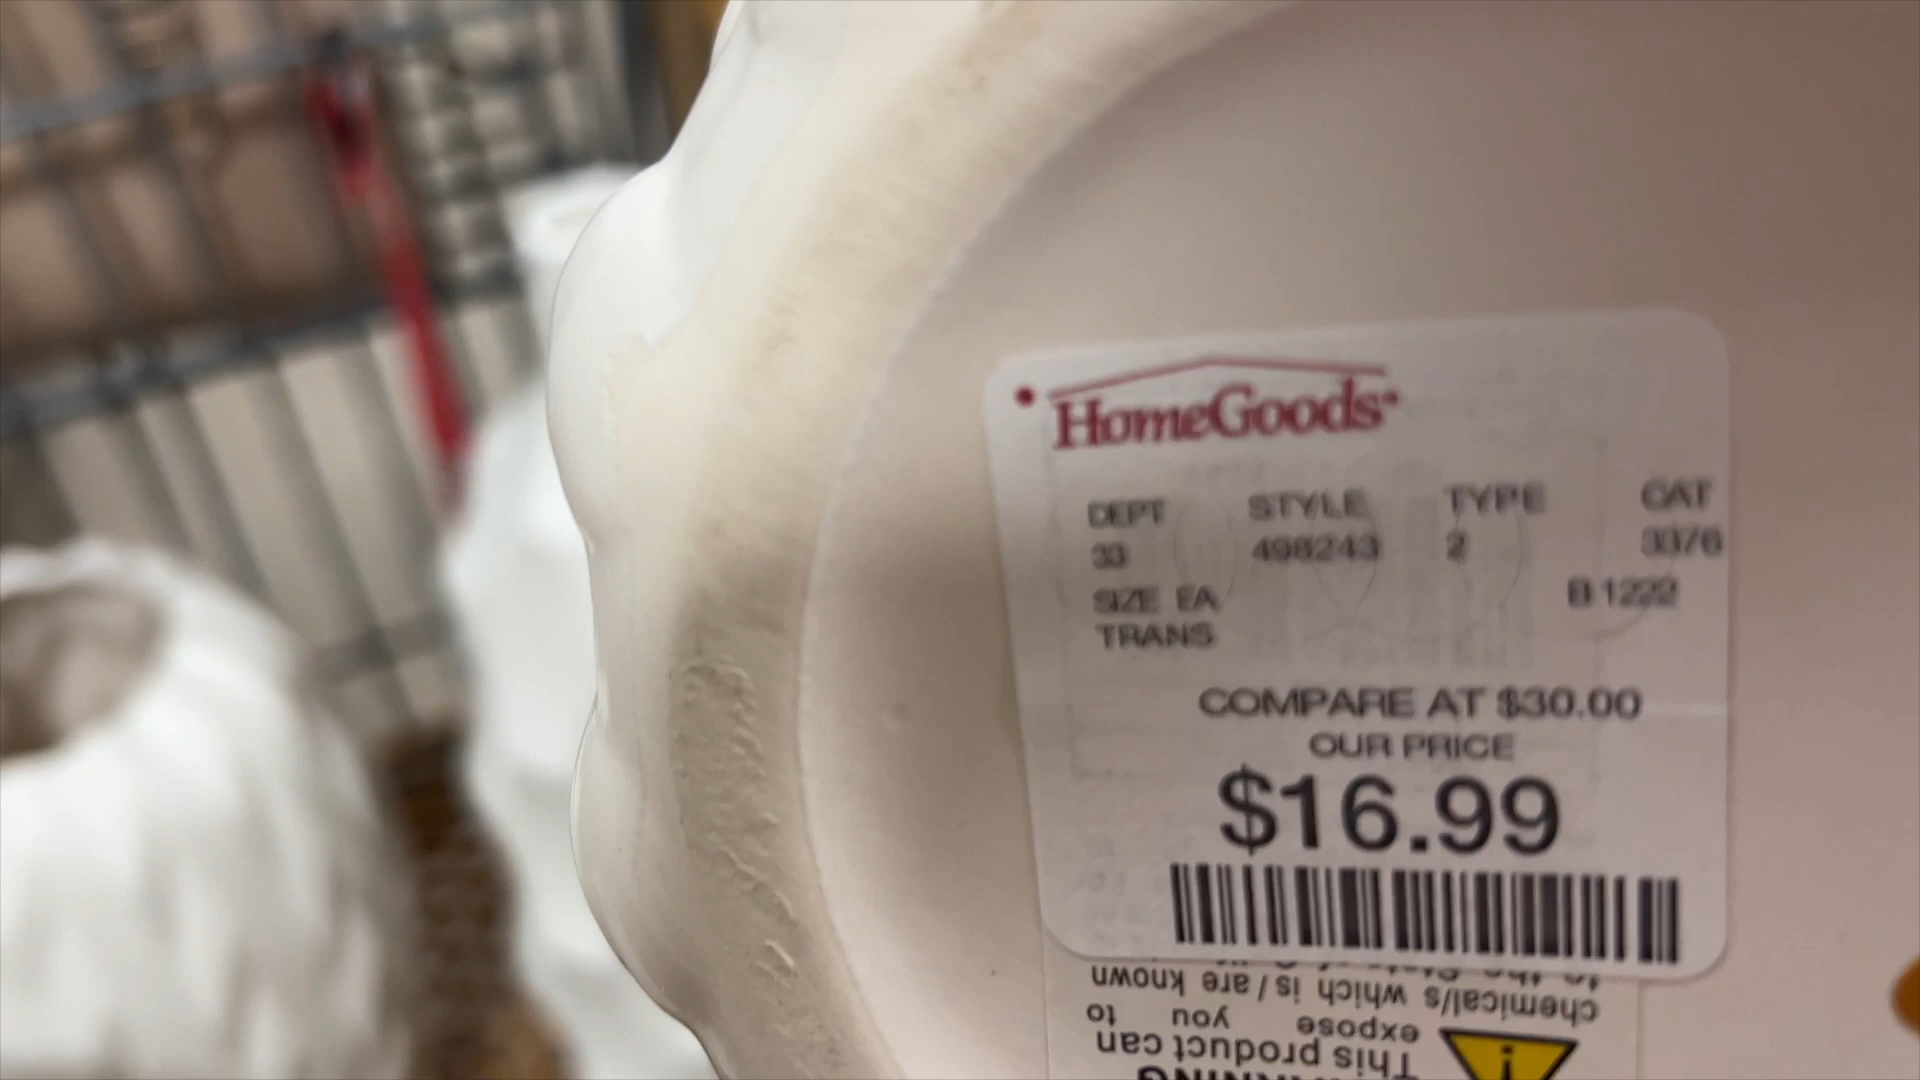 HomeGoods
DEPT STYLE TYPE CAT
33 498243 2 3376
SIZE EA B 1222
TRANS
COMPARE AT $30.00
OUR PRICE
$16.99
This product can
expose you to
chemical/s which is / are known